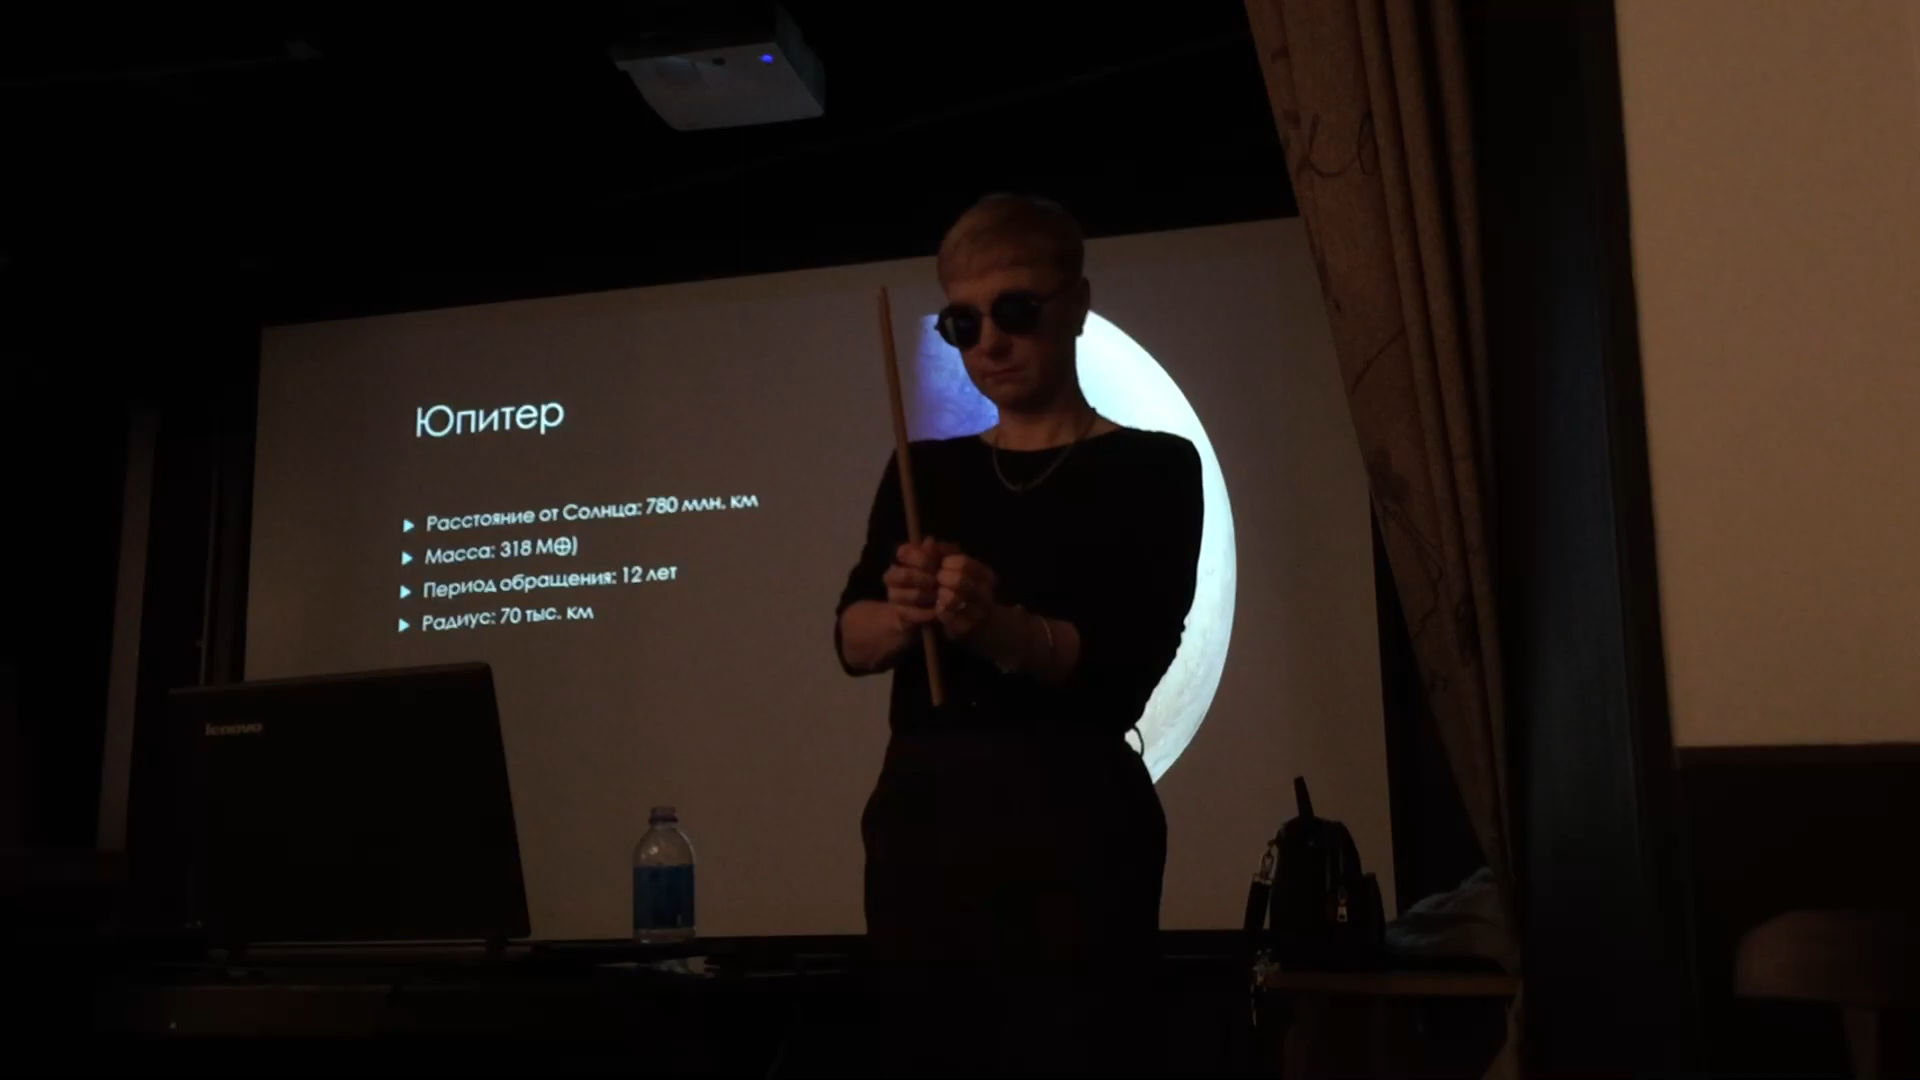 Юпитер
Расстояние от Солнца: 780 млн. км
Масса: 318 М⊕)
Период обращения: 12 лет
Радиус: 70 тыс. км
lenovo